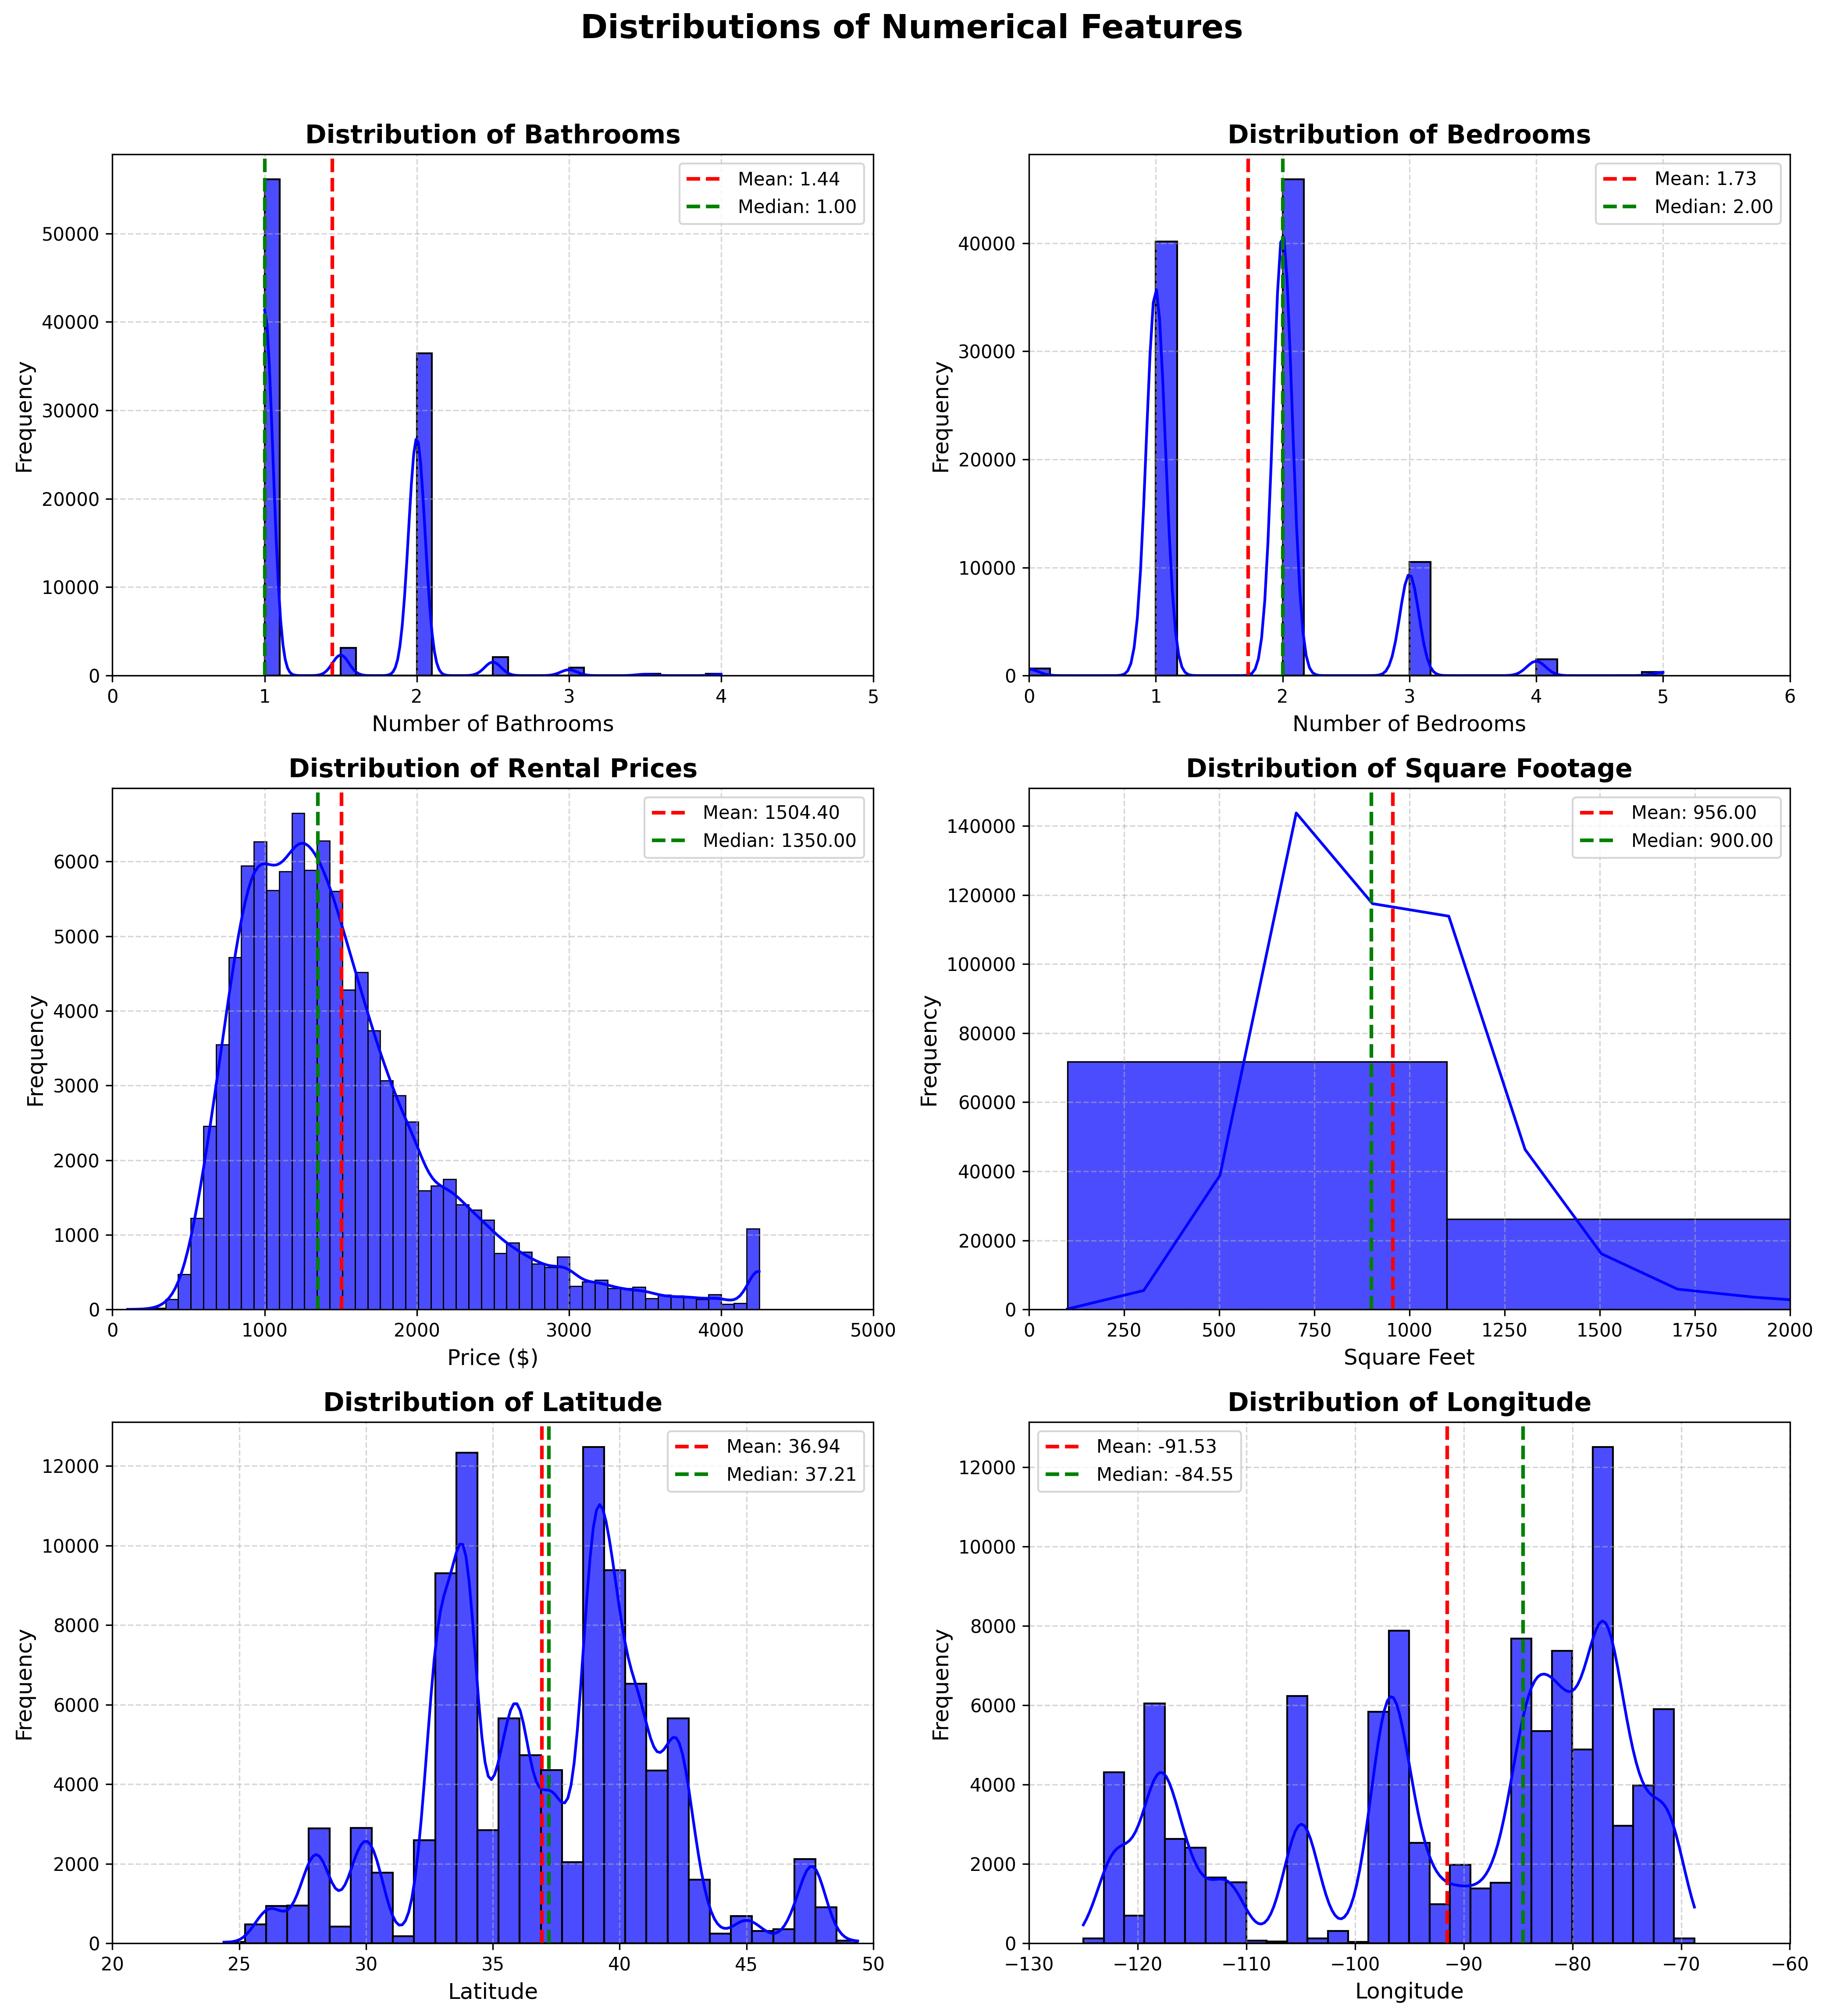 Distributions of Numerical Features
Distribution of Bathrooms
Mean: 1.44
Median: 1.00
Frequency
50000
40000
30000
20000
10000
0
0 1 2 3 4 5
Number of Bathrooms
Distribution of Bedrooms
Mean: 1.73
Median: 2.00
Frequency
40000
30000
20000
10000
0
0 1 2 3 4 5 6
Number of Bedrooms
Distribution of Rental Prices
Mean: 1504.40
Median: 1350.00
Frequency
6000
5000
4000
3000
2000
1000
0
0 1000 2000 3000 4000 5000
Price ($)
Distribution of Square Footage
Mean: 956.00
Median: 900.00
Frequency
140000
120000
100000
80000
60000
40000
20000
0
0 250 500 750 1000 1250 1500 1750 2000
Square Feet
Distribution of Latitude
Mean: 36.94
Median: 37.21
Frequency
12000
10000
8000
6000
4000
2000
0
20 25 30 35 40 45 50
Latitude
Distribution of Longitude
Mean: -91.53
Median: -84.55
Frequency
12000
10000
8000
6000
4000
2000
0
−130 −120 −110 −100 −90 −80 −70 −60
Longitude